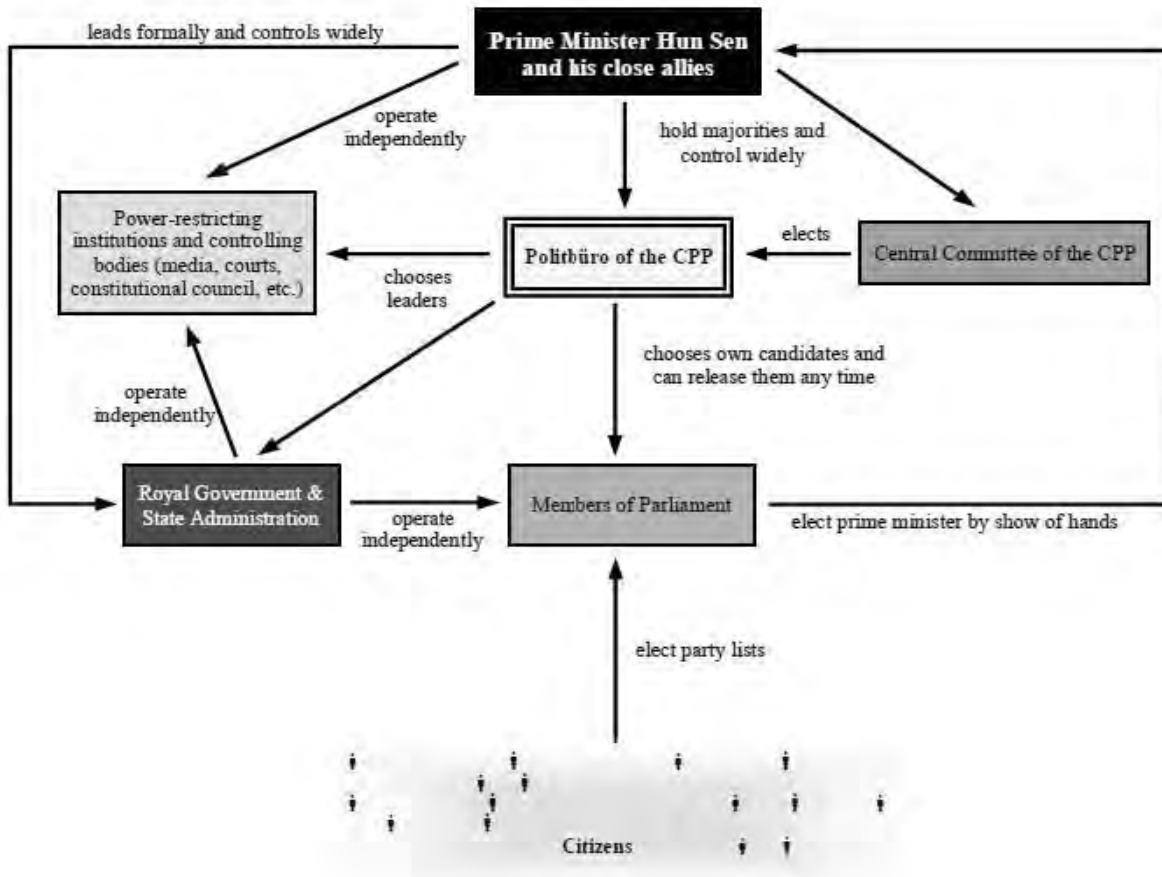 leads formally and controls widely
Prime Minister Hun Sen
and his close allies
operate
independently
hold majorities and
control widely
Power-restricting
institutions and controlling
bodies (media, courts,
constitutional council, etc.)
chooses
leaders
Politbüro of the CPP
elects
Central Committee of the CPP
chooses own candidates and
can release them any time
operate
independently
Royal Government &
State Administration
operate
independently
Members of Parliament
elect prime minister by show of hands
elect party lists
Citizens